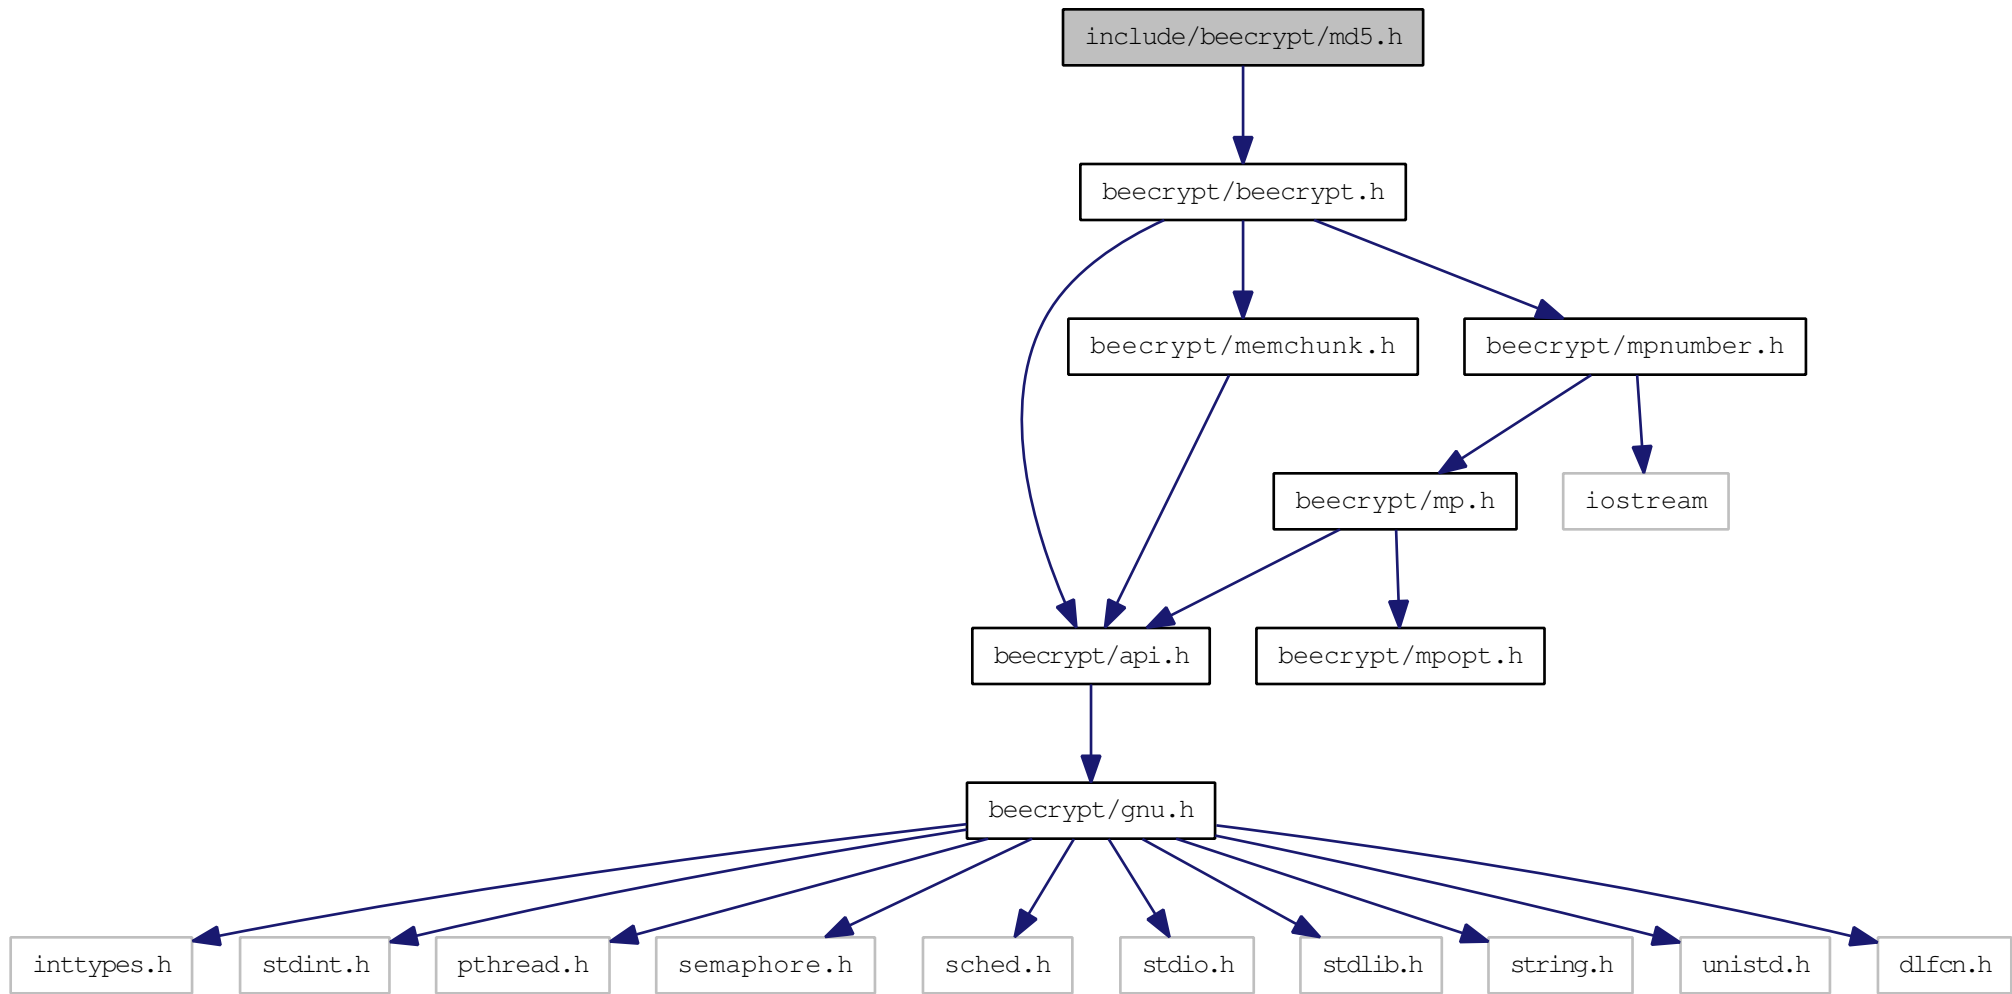 include/beecrypt/md5.h
beecrypt/beecrypt.h
beecrypt/memchunk.h
beecrypt/mpnumber.h
beecrypt/mp.h
iostream
beecrypt/api.h
beecrypt/mpopt.h
beecrypt/gnu.h
inttypes.h
stdint.h
pthread.h
semaphore.h
sched.h
stdio.h
stdlib.h
string.h
unistd.h
dlfcn.h